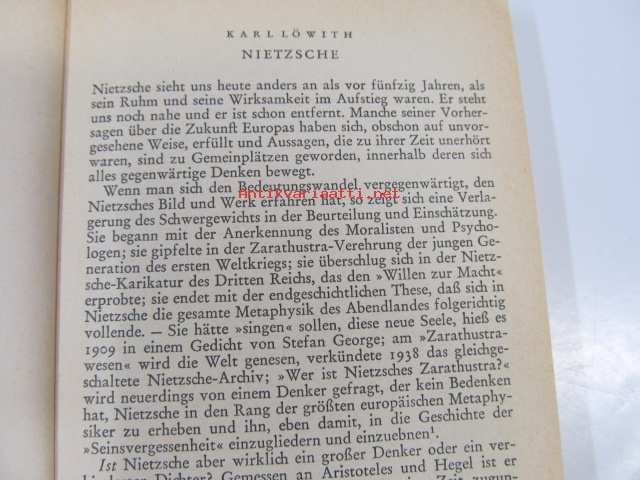 KARL LÖWITH
NIETZSCHE
Nietzsche sieht uns heute anders an als vor fünfzig Jahren, als
sein Ruhm und seine Wirksamkeit im Aufstieg waren. Er steht
uns noch nahe und er ist schon entfernt. Manche seiner Vorher-
sagen über die Zukunft Europas haben sich, obschon auf unvor-
gesehene Weise, erfüllt und Aussagen, die zu ihrer Zeit unerhört
waren, sind zu Gemeinplätzen geworden, innerhalb deren sich
alles gegenwärtige Denken bewegt.
Wenn man sich den Bedeutungswandel vergegenwärtigt, den
Antikvariaatti.net
Nietzsches Bild und Werk erfahren hat, so zeigt sich eine Verla-
gerung des Schwergewichts in der Beurteilung und Einschätzung.
Sie begann mit der Anerkennung des Moralisten und Psycho-
logen; sie gipfelte in der Zarathustra-Verehrung der jungen Ge-
neration des ersten Weltkriegs; sie überschlug sich in der Nietz-
sche-Karikatur des Dritten Reichs, das den »Willen zur Macht«
erprobte; sie endet mit der endgeschichtlichen These, daß sich in
Nietzsche die gesamte Metaphysik des Abendlandes folgerichtig
vollende. — Sie hätte »singen« sollen, diese neue Seele, hieß es
1909 in einem Gedicht von Stefan George; am »Zarathustra-
wesen« wird die Welt genesen, verkündete 1938 das gleichge-
schaltete Nietzsche-Archiv; »Wer ist Nietzsches Zarathustra?«
wird neuerdings von einem Denker gefragt, der kein Bedenken
hat, Nietzsche in den Rang der größten europäischen Metaphy-
siker zu erheben und ihn, eben damit, in die Geschichte der
»Seinsvergessenheit« einzugliedern und einzuebnen¹.
Ist Nietzsche aber wirklich ein großer Denker oder ein ver-
Dichter? Gemessen an Aristoteles und Hegel ist er